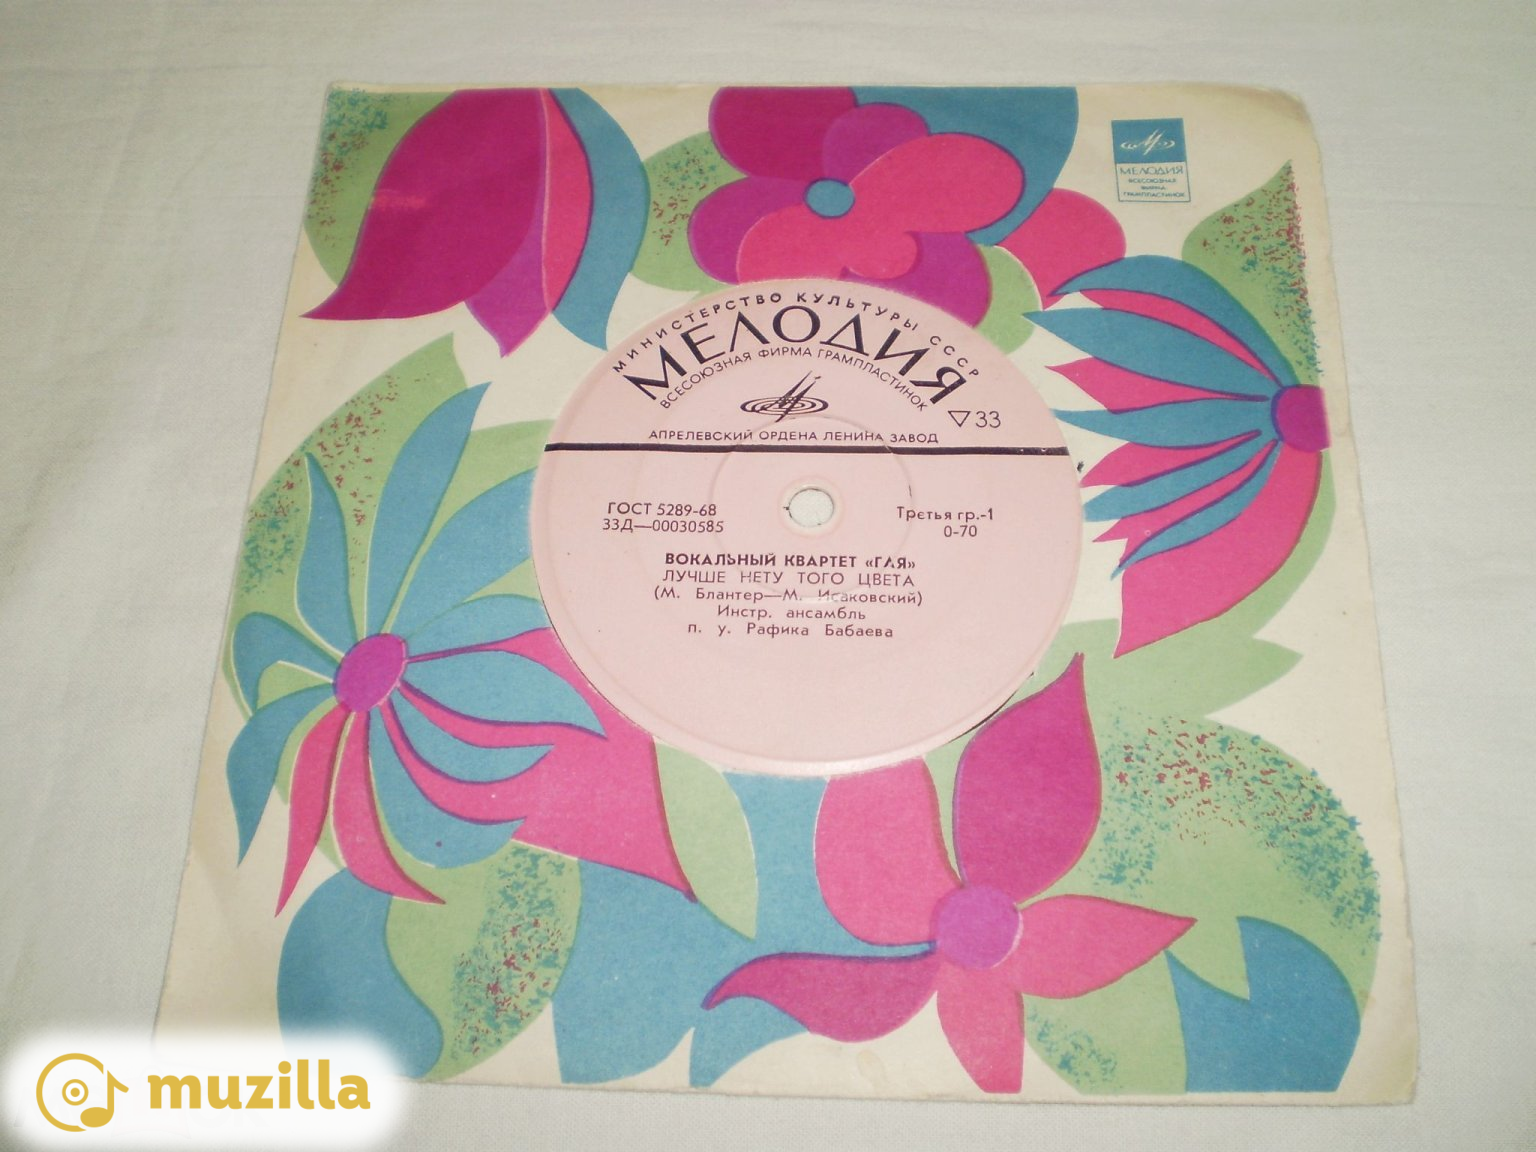 МЕЛОДИЯ
ВСЕСОЮЗНАЯ
ФИРМА
ГРАМПЛАСТИНОК
МИНИСТЕРСТВО КУЛЬТУРЫ СССР
МЕЛОДИЯ
ВСЕСОЮЗНАЯ ФИРМА ГРАМПЛАСТИНОК
33
АПРЕЛЕВСКИЙ ОРДЕНА ЛЕНИНА ЗАВОД
ГОСТ 5289-68
33Д—00030585
Третья гр.-1
0-70
ВОКАЛЬНЫЙ КВАРТЕТ «ГАЯ»
ЛУЧШЕ НЕТУ ТОГО ЦВЕТА
(М. Блантер—М. Исаковский)
Инстр. ансамбль
п. у. Рафика Бабаева
muzilla